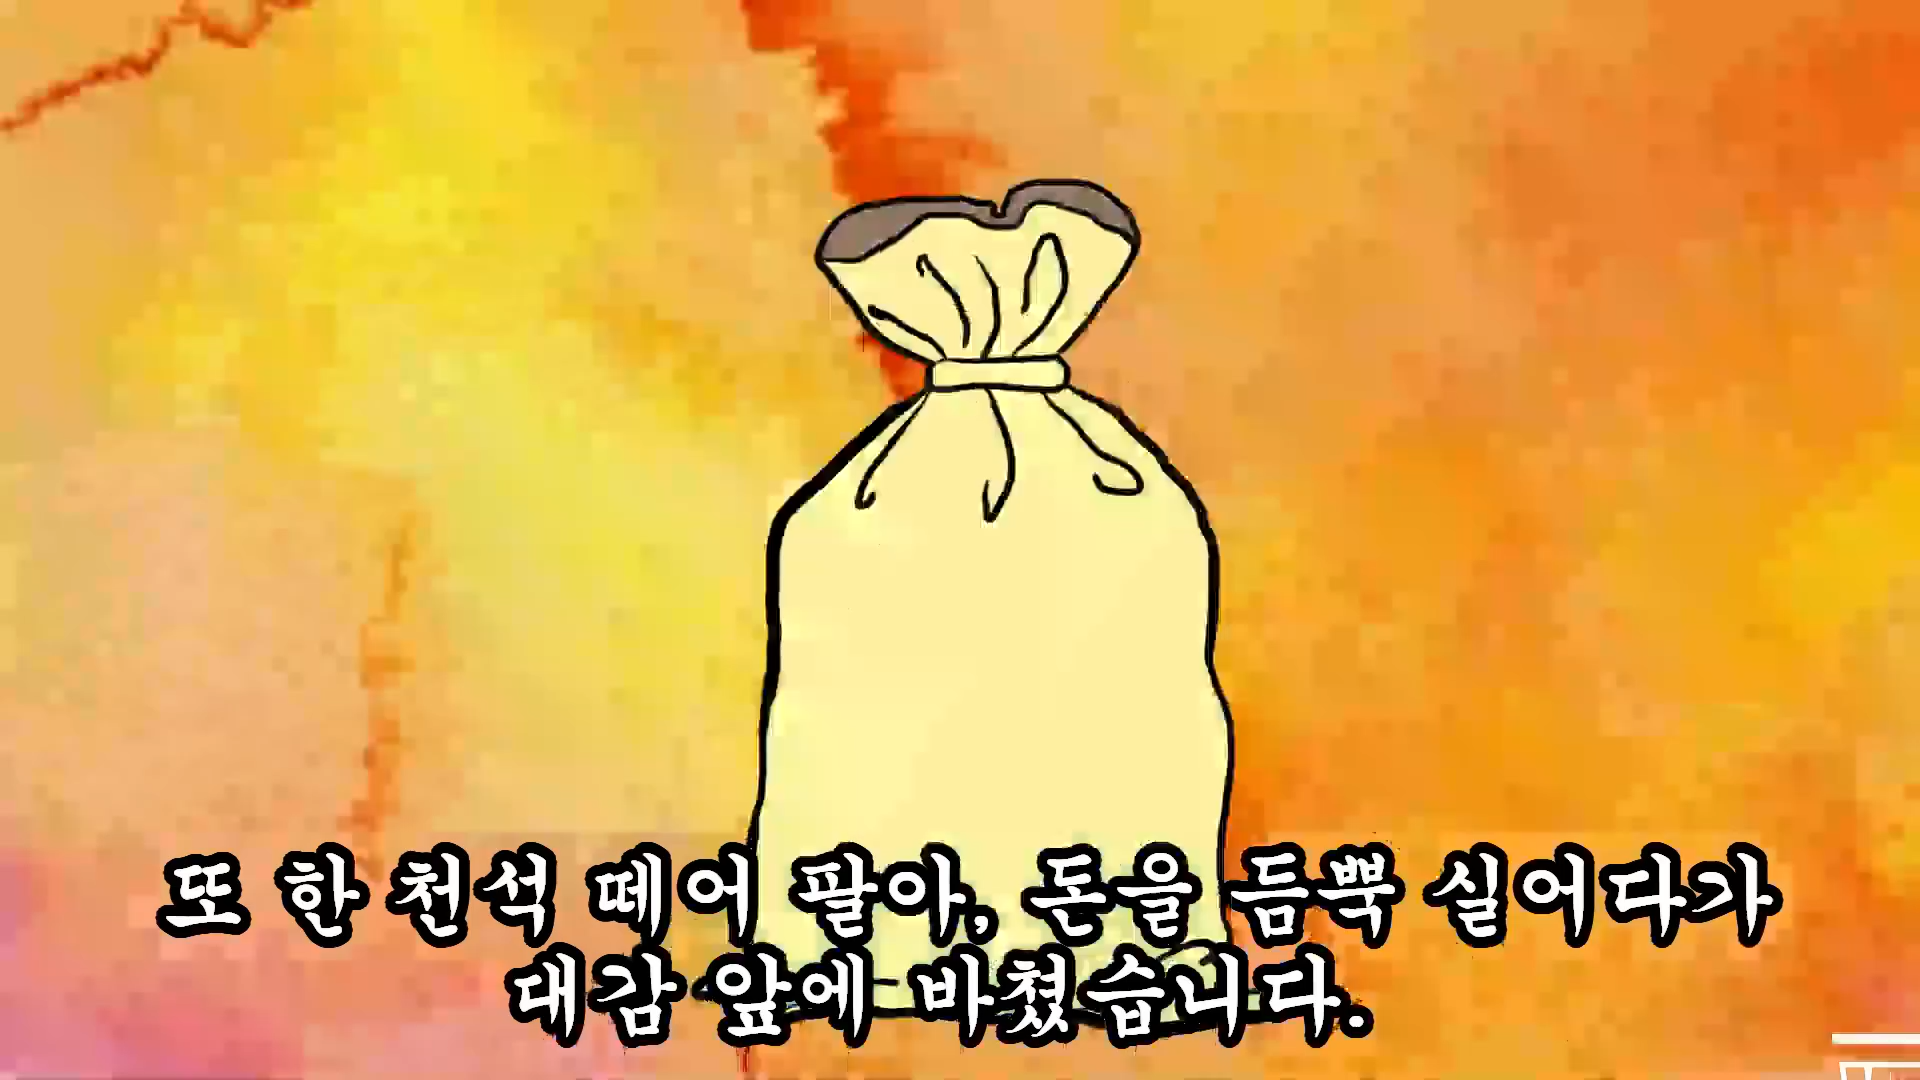 또 한 천석 떼어 팔아, 돈을 듬뿍 실어다가
대감 앞에 바쳤습니다.